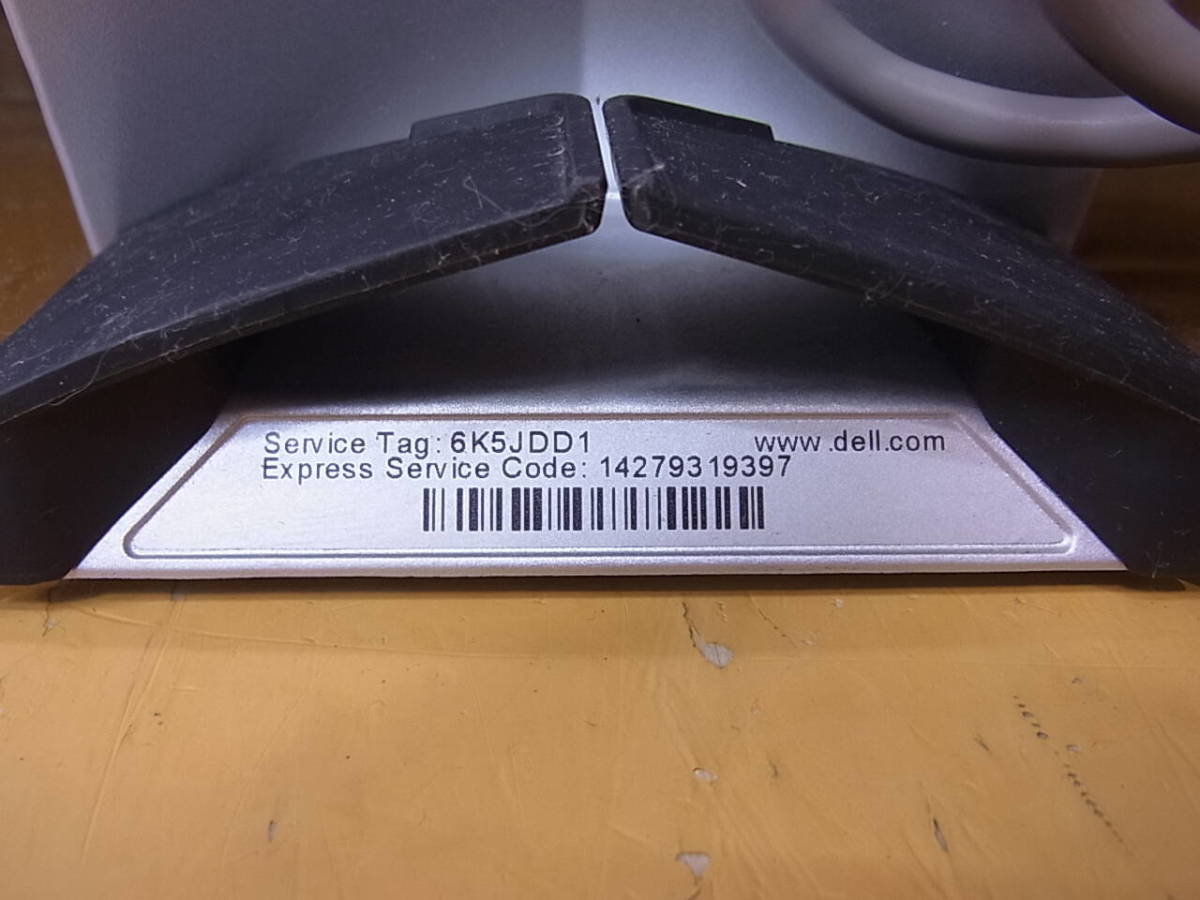 Service Tag: 6K5JDD1 www.dell.com
Express Service Code: 14279319397